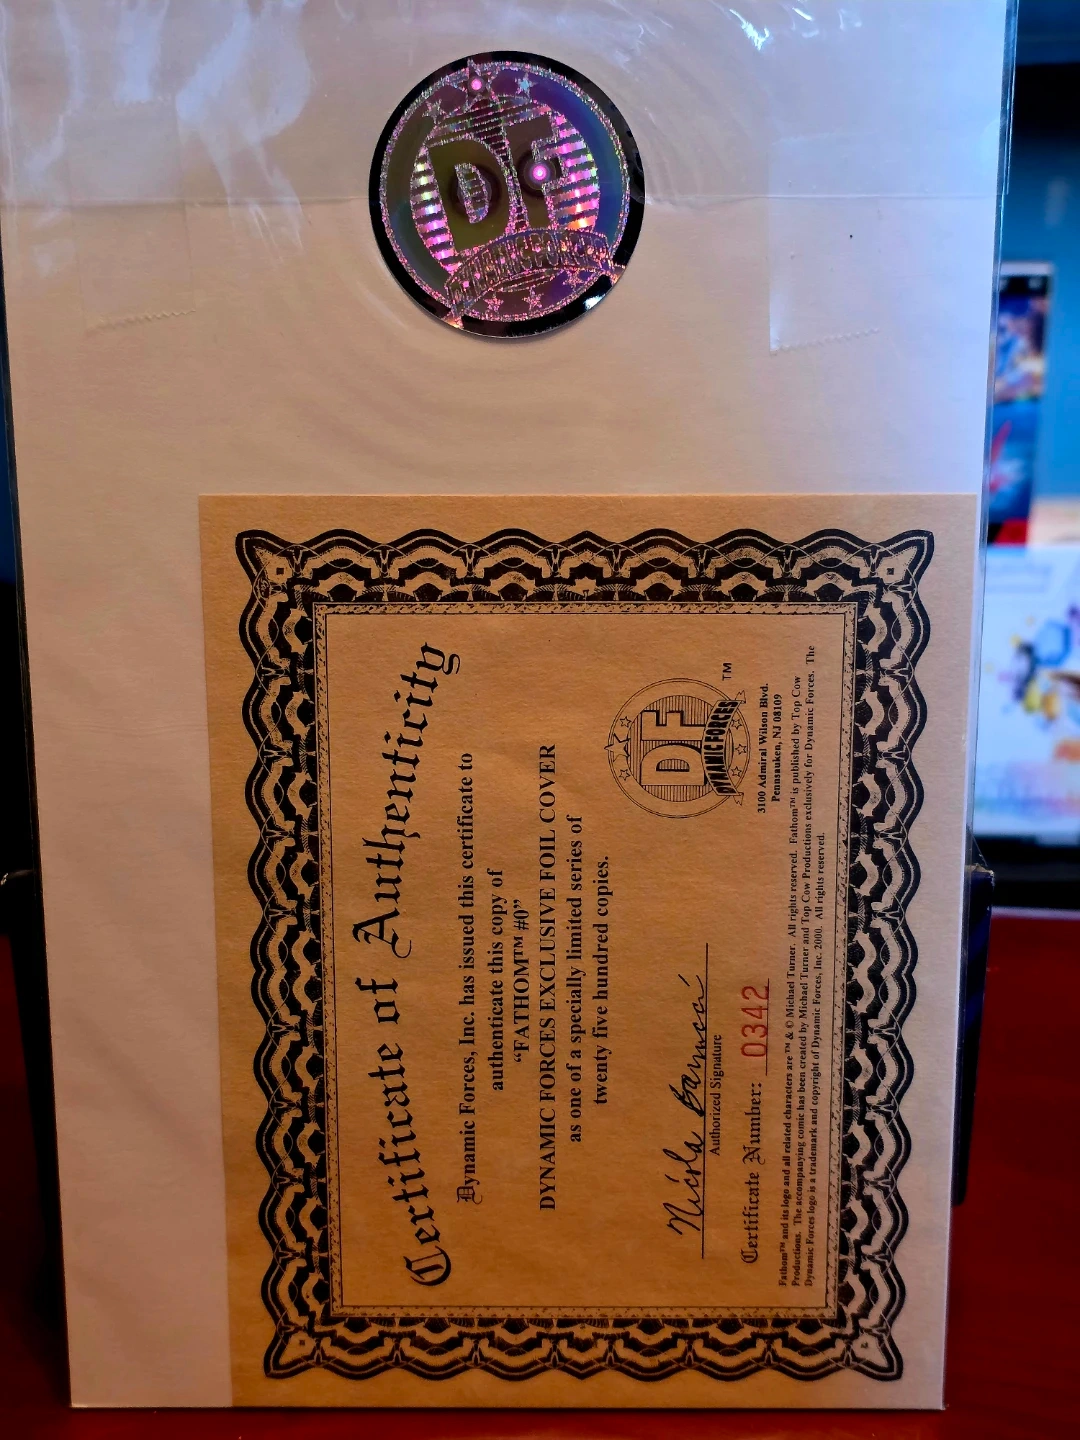 DF
DYNAMIC FORCES
Certificate of Authenticity
Dynamic Forces, Inc. has issued this certificate to
authenticate this copy of
“FATHOM™ #0”
DYNAMIC FORCES EXCLUSIVE FOIL COVER
as one of a specially limited series of
twenty five hundred copies.
Nicola Barrucci
Authorized Signature
Certificate Number: 0342
DF
DYNAMIC FORCES
TM
3100 Admiral Wilson Blvd.
Pennsauken, NJ 08109
Fathom™ and its logo and all related characters are ™ & © Michael Turner. All rights reserved. Fathom™ is published by Top Cow
Productions. The accompanying comic has been created by Michael Turner and Top Cow Productions exclusively for Dynamic Forces. The
Dynamic Forces logo is a trademark and copyright of Dynamic Forces, Inc. 2000. All rights reserved.